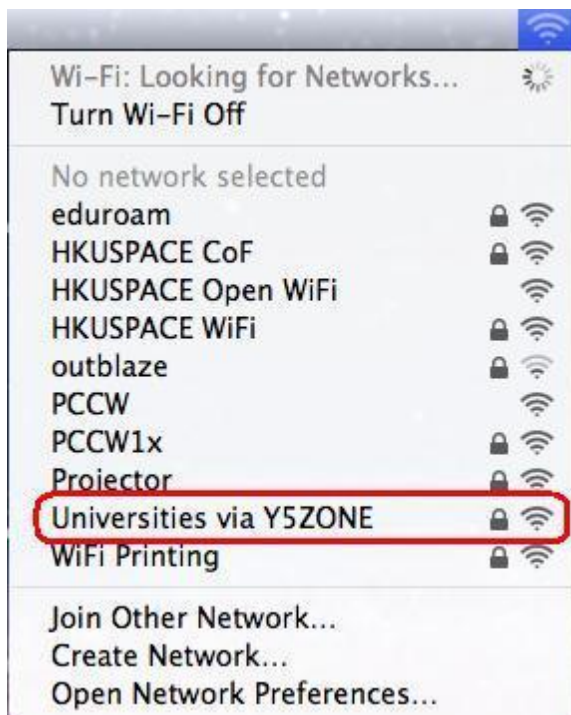 Wi-Fi: Looking for Networks...
Turn Wi-Fi Off
No network selected
eduroam
HKUSPACE CoF
HKUSPACE Open WiFi
HKUSPACE WiFi
outblaze
PCCW
PCCW1x
Projector
Universities via Y5ZONE
WiFi Printing
Join Other Network...
Create Network...
Open Network Preferences...